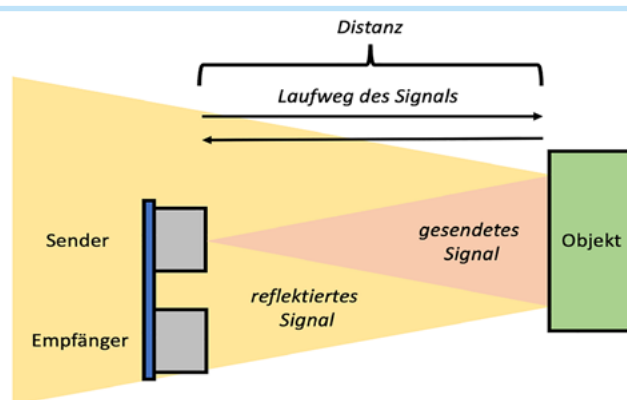 Distanz
Laufweg des Signals
Sender
gesendetes
Signal
Objekt
reflektiertes
Signal
Empfänger